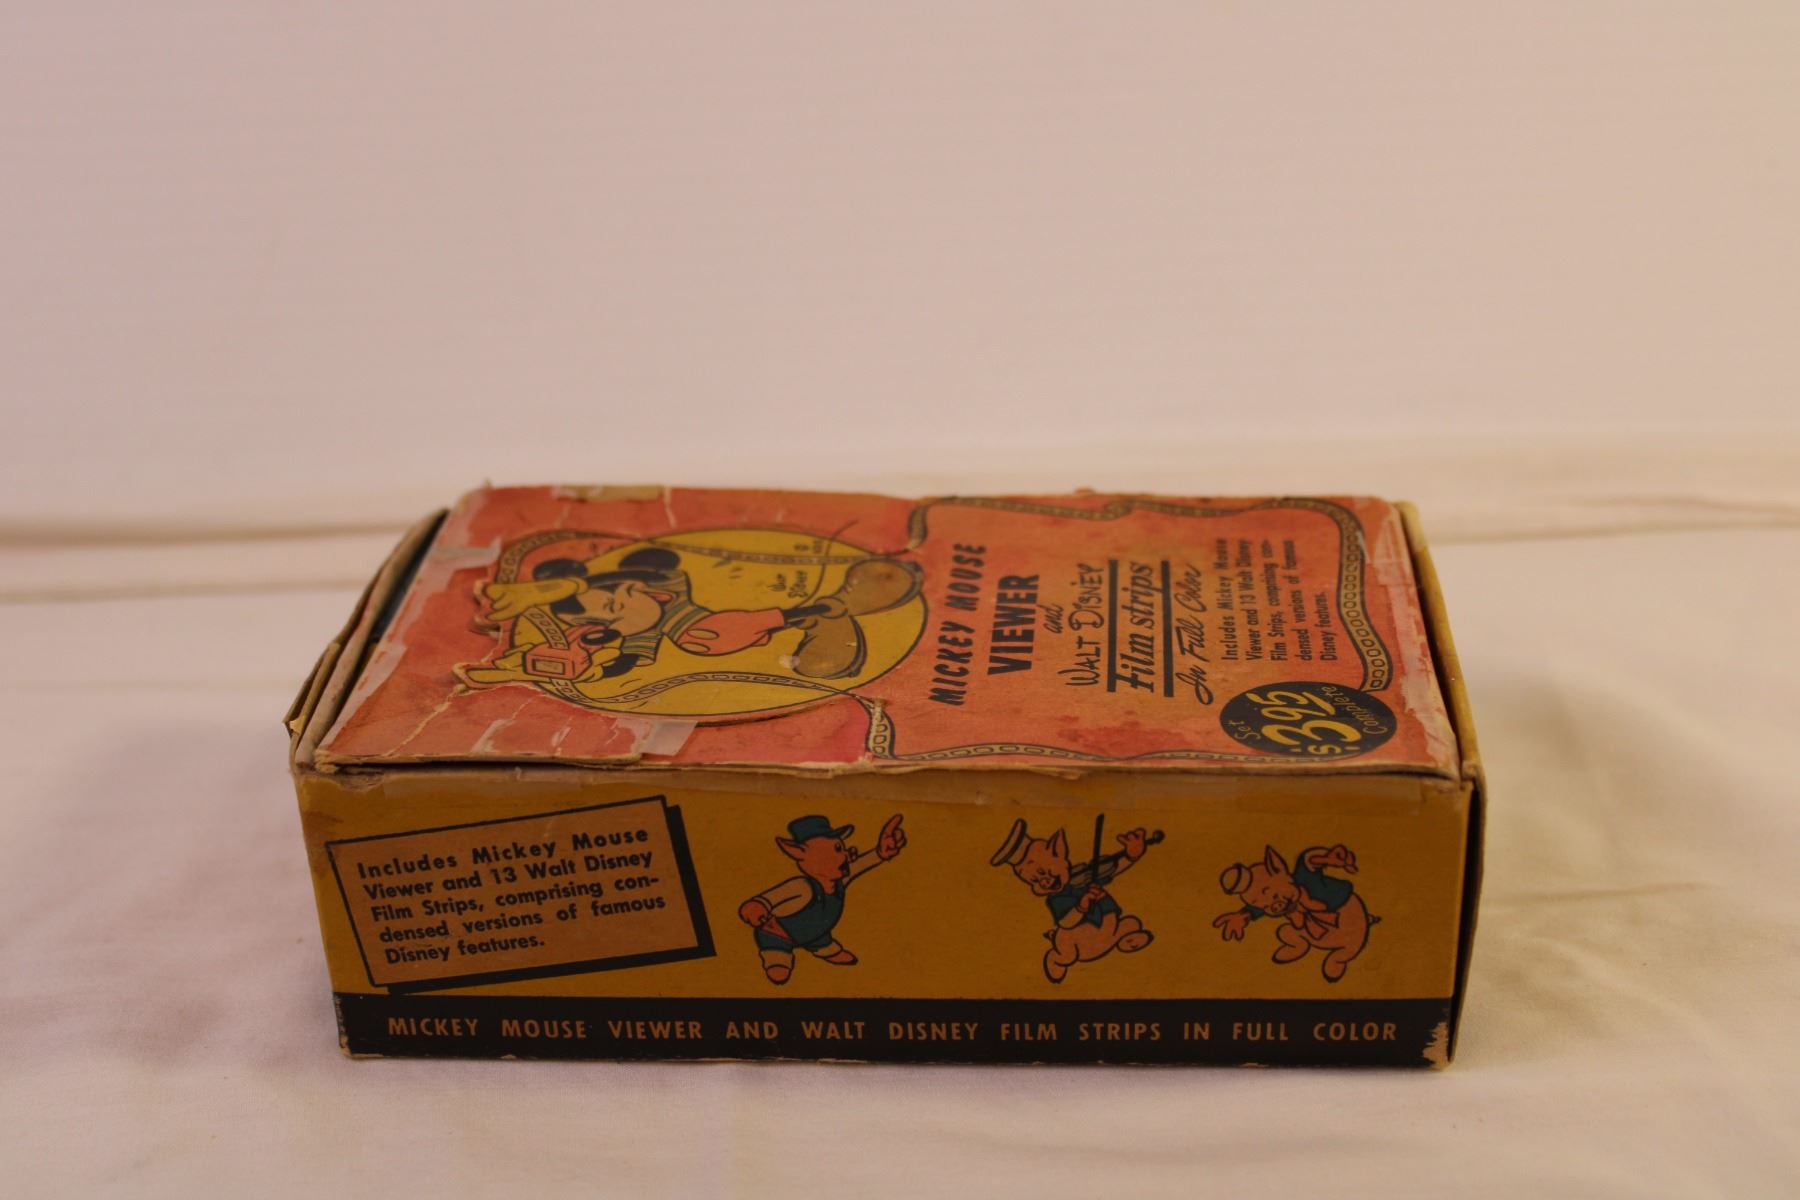 MICKEY MOUSE
VIEWER
and
WALT DISNEY
Film strips
In Full Color
Includes Mickey Mouse
Viewer and 13 Walt Disney
Film Strips, comprising con-
densed versions of famous
Disney features.
Set
$3.95
Complete
Includes Mickey Mouse
Viewer and 13 Walt Disney
Film Strips, comprising con-
densed versions of famous
Disney features.
MICKEY MOUSE VIEWER AND WALT DISNEY FILM STRIPS IN FULL COLOR